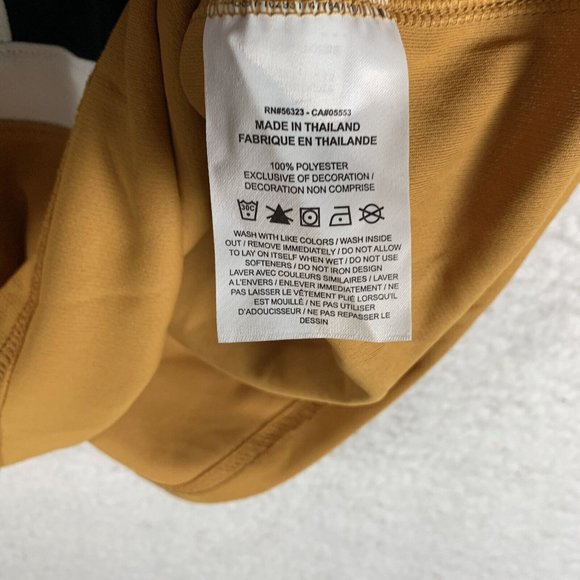 RN#56323 - CA#05553
MADE IN THAILAND
FABRIQUE EN THAILANDE
100% POLYESTER
EXCLUSIVE OF DECORATION /
DECORATION NON COMPRISE
30C
WASH WITH LIKE COLORS / WASH INSIDE
OUT / REMOVE IMMEDIATELY / DO NOT ALLOW
TO LAY ON ITSELF WHEN WET / DO NOT USE
SOFTENERS / DO NOT IRON DESIGN
LAVER AVEC COULEURS SIMILAIRES / LAVER
A L'ENVERS / ENLEVER IMMEDIATEMENT / NE
PAS LAISSER LE VÊTEMENT PLIÉ LORSQU'IL
EST MOUILLÉ / NE PAS UTILISER
D'ADOUCISSEUR / NE PAS REPASSER LE
DESSIN